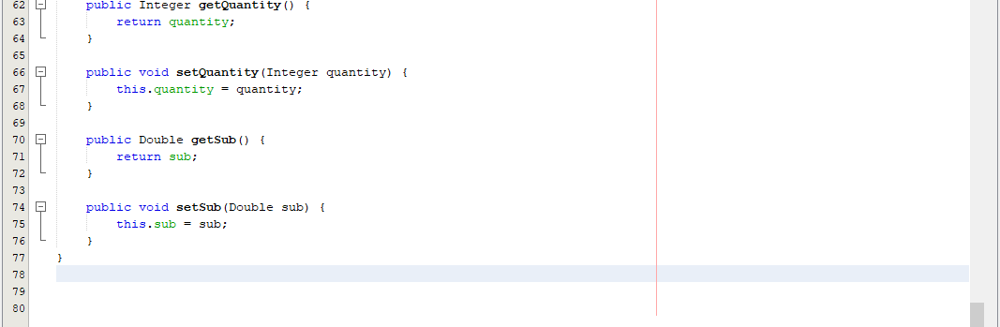 62 public Integer getQuantity() {
63 return quantity;
64 }
65
66 public void setQuantity(Integer quantity) {
67 this.quantity = quantity;
68 }
69
70 public Double getSub() {
71 return sub;
72 }
73
74 public void setSub(Double sub) {
75 this.sub = sub;
76 }
77 }
78
79
80